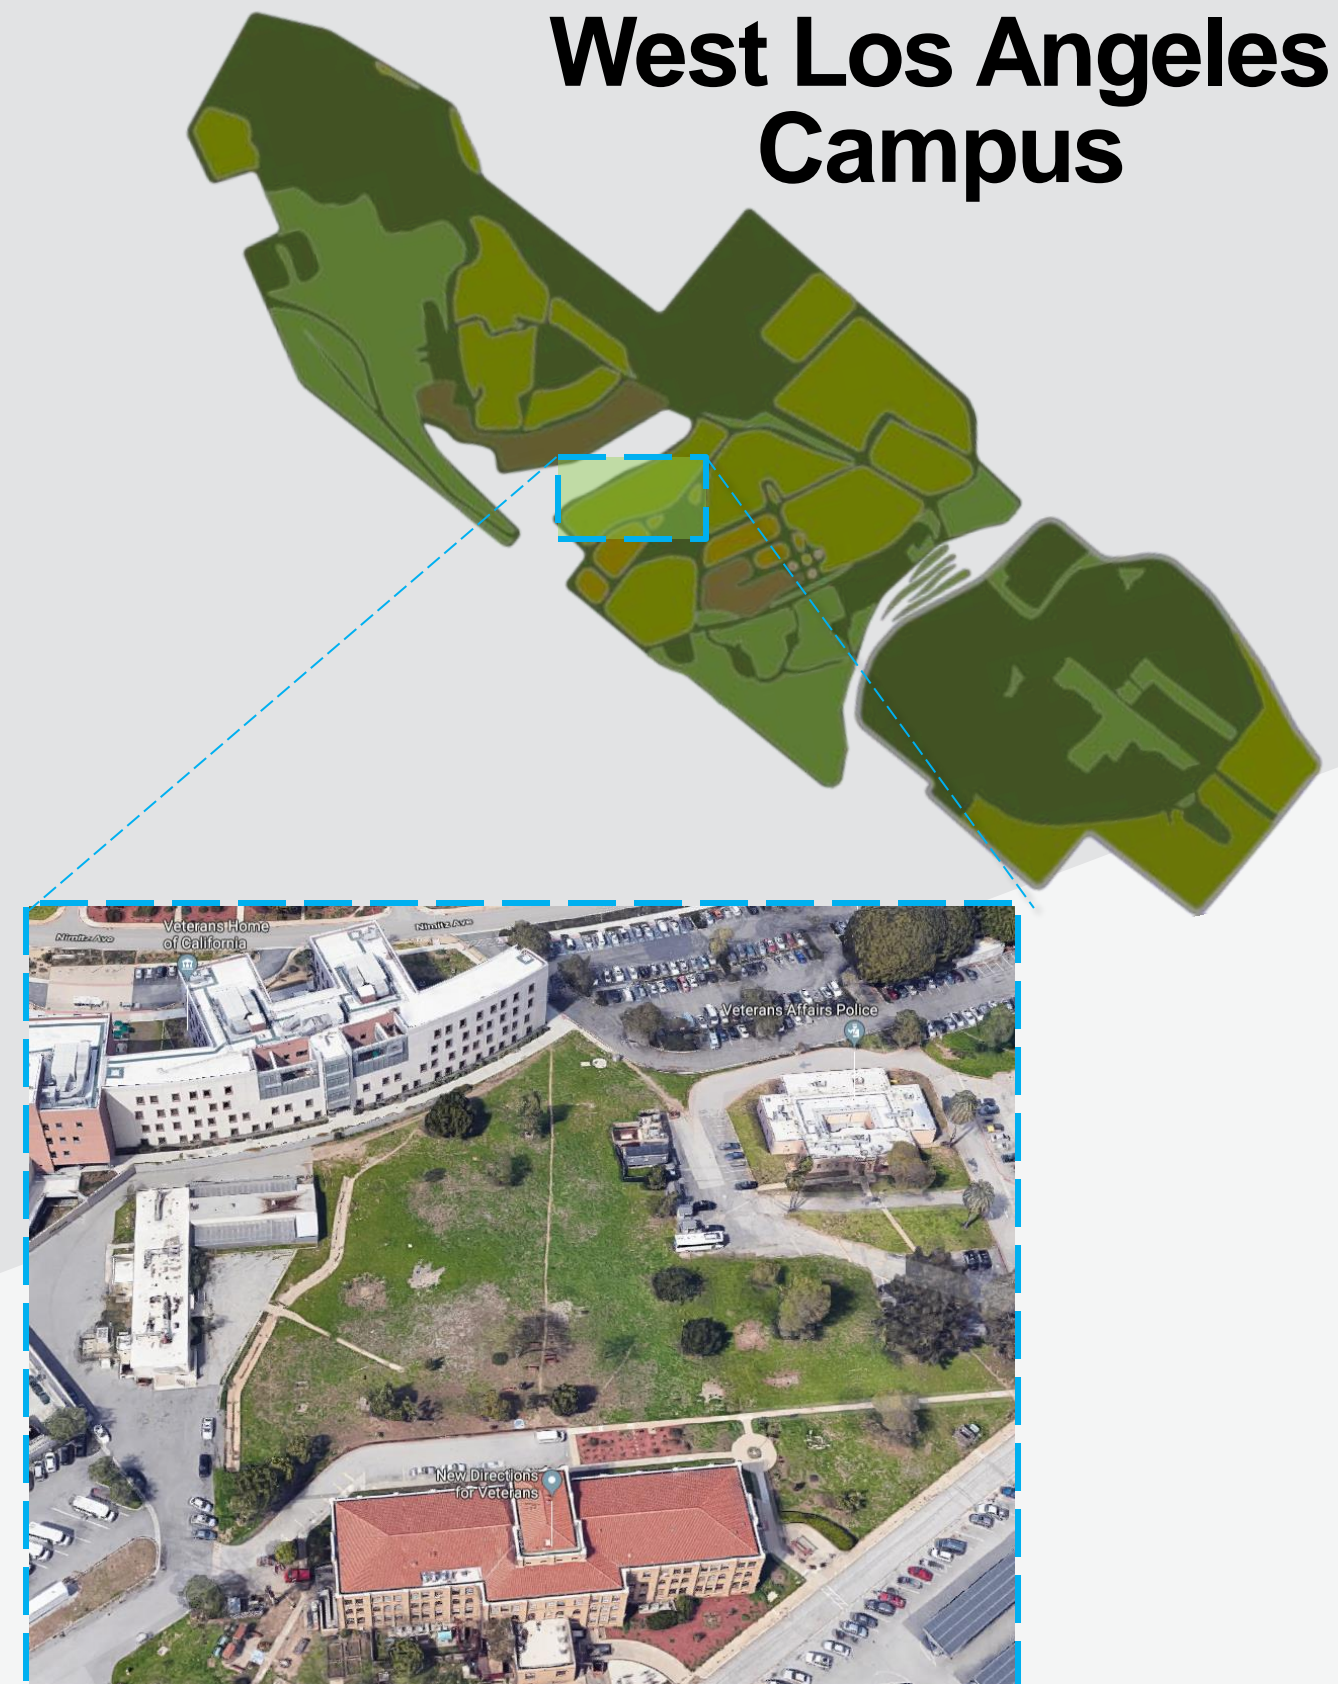 West Los Angeles
Campus
Veterans Home
of California
Nimitz Ave
Nimitz Ave
Veterans Affairs Police
New Directions
for Veterans